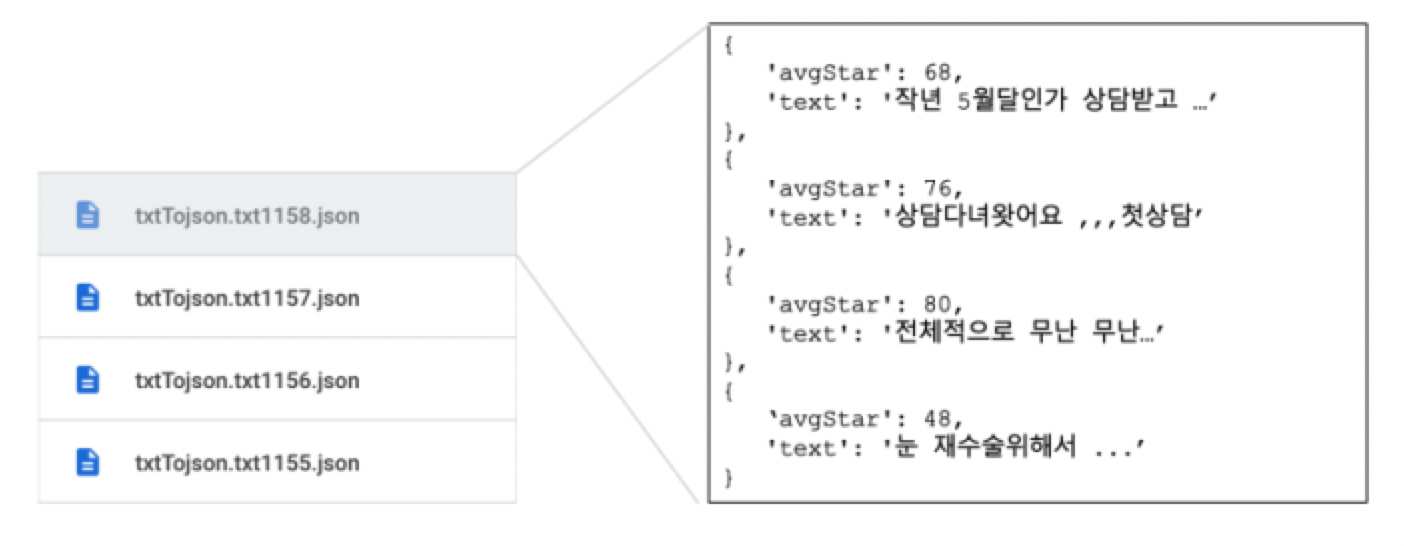 txtTojson.txt1158.json
txtTojson.txt1157.json
txtTojson.txt1156.json
txtTojson.txt1155.json
{
'avgStar': 68,
'text': '작년 5월달인가 상담받고 …'
},
{
'avgStar': 76,
'text': '상담다녀왓어요 ,,,첫상담'
},
{
'avgStar': 80,
'text': '전체적으로 무난 무난…'
},
{
'avgStar': 48,
'text': '눈 재수술위해서 ...'
}